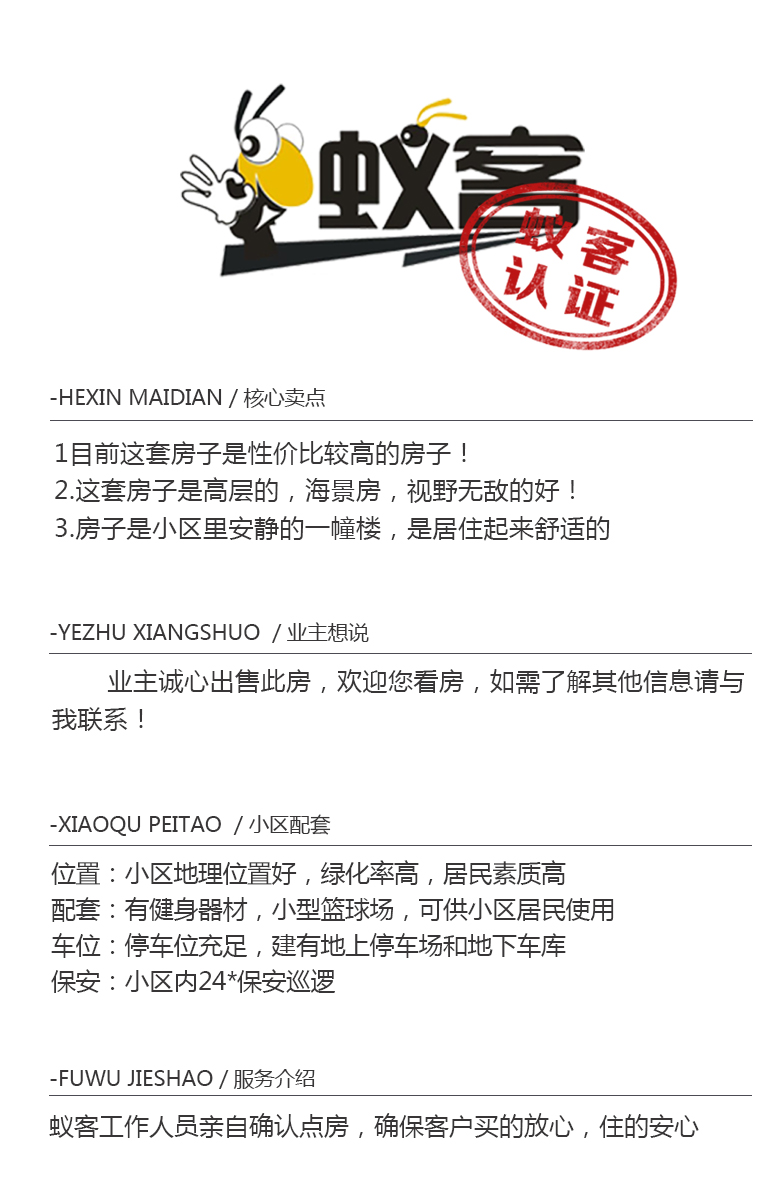 蚁客
蚁客
认证
-HEXIN MAIDIAN / 核心卖点
1目前这套房子是性价比较高的房子！
2.这套房子是高层的，海景房，视野无敌的好！
3.房子是小区里安静的一幢楼，是居住起来舒适的
-YEZHU XIANGSHUO / 业主想说
业主诚心出售此房，欢迎您看房，如需了解其他信息请与
我联系！
-XIAOQU PEITAO / 小区配套
位置：小区地理位置好，绿化率高，居民素质高
配套：有健身器材，小型篮球场，可供小区居民使用
车位：停车位充足，建有地上停车场和地下车库
保安：小区内24*保安巡逻
-FUWU JIESHAO / 服务介绍
蚁客工作人员亲自确认点房，确保客户买的放心，住的安心